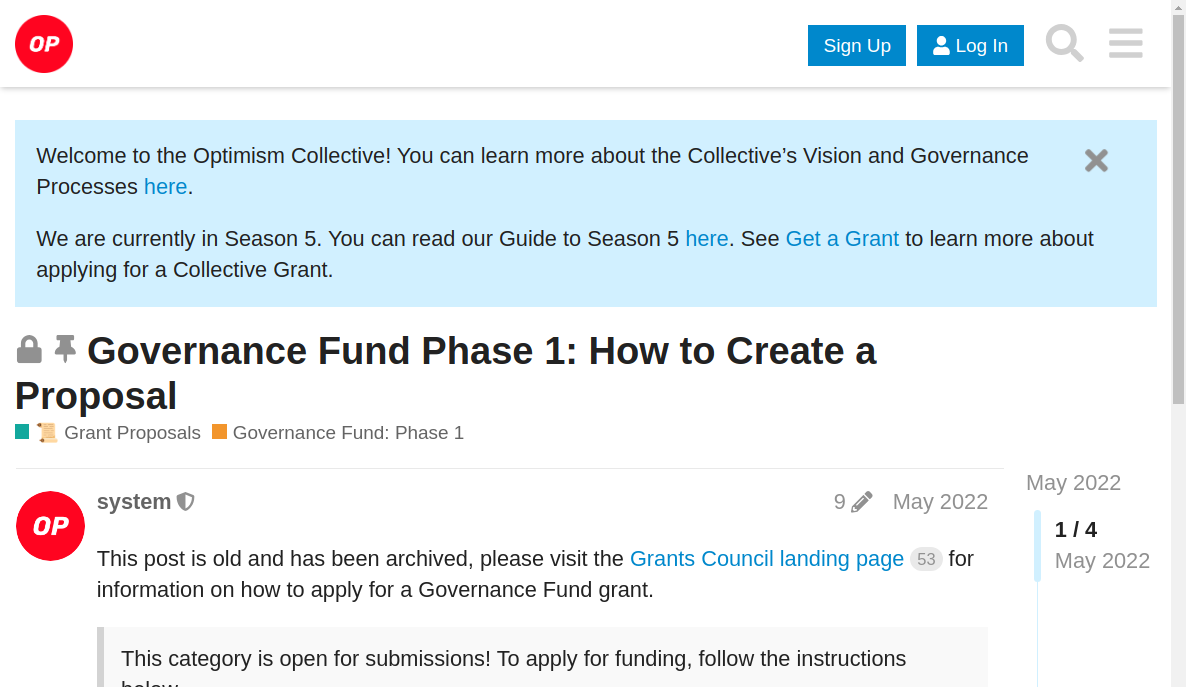 OP
Sign Up
Log In
Welcome to the Optimism Collective! You can learn more about the Collective’s Vision and Governance
Processes here.
We are currently in Season 5. You can read our Guide to Season 5 here. See Get a Grant to learn more about
applying for a Collective Grant.
Governance Fund Phase 1: How to Create a
Proposal
Grant Proposals Governance Fund: Phase 1
May 2022
OP
system
9
May 2022
1 / 4
May 2022
This post is old and has been archived, please visit the Grants Council landing page 53 for
information on how to apply for a Governance Fund grant.
This category is open for submissions! To apply for funding, follow the instructions
below